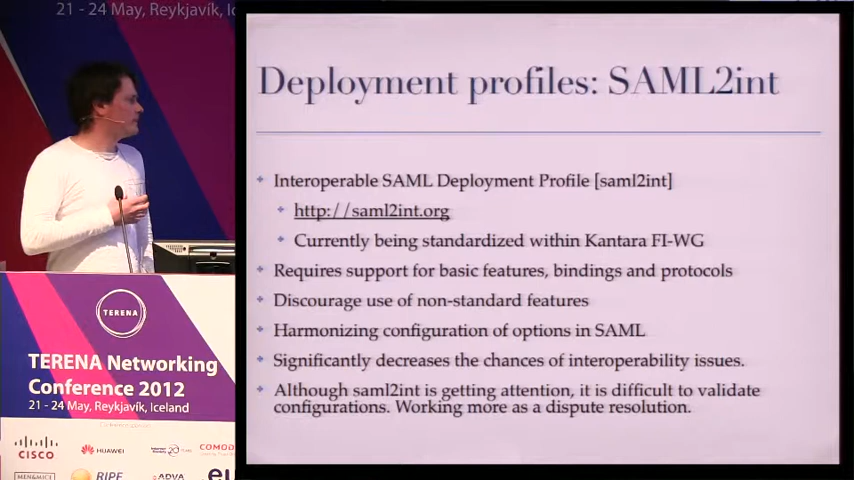 21 - 24 May, Reykjavík, Ic
Deployment profiles: SAML2int
Interoperable SAML Deployment Profile [saml2int]
http://saml2int.org
Currently being standardized within Kantara FI-WG
Requires support for basic features, bindings and protocols
Discourage use of non-standard features
Harmonizing configuration of options in SAML
Significantly decreases the chances of interoperability issues.
Although saml2int is getting attention, it is difficult to validate
configurations. Working more as a dispute resolution.
TERENA
TERENA Networking
Conference 2012
21 - 24 May, Reykjavík, Iceland
CISCO
HUAWEI
COMOD
MEN&MICE
RIPE
ADVA
eu